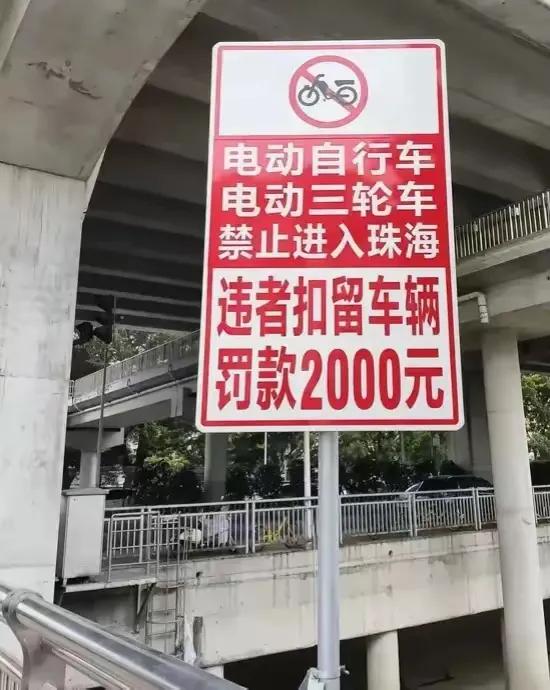 电动自行车
电动三轮车
禁止进入珠海
违者扣留车辆
罚款2000元